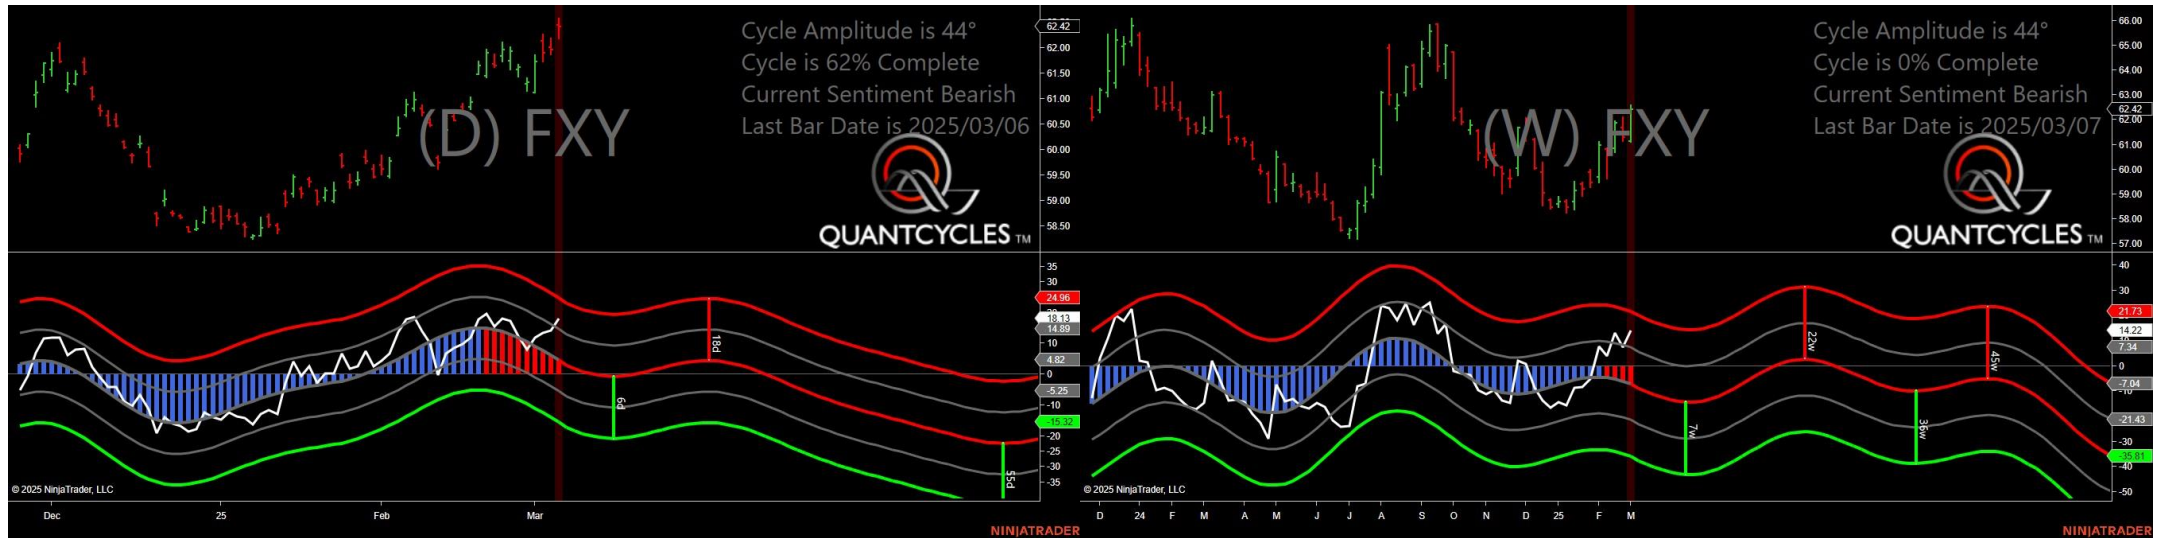 Cycle Amplitude is 44°
Cycle is 62% Complete
Current Sentiment Bearish
Last Bar Date is 2025/03/06
(D) FXY
QUANTCYCLES TM
62.42
62.00
61.50
61.00
60.50
60.00
59.50
59.00
58.50
35
30
24.96
18.13
14.89
10
4.82
0
-5.25
-10
-15.32
-20
-25
-30
-35
18d
6d
55d
© 2025 NinjaTrader, LLC
Dec
25
Feb
Mar
NINJATRADER
Cycle Amplitude is 44°
Cycle is 0% Complete
Current Sentiment Bearish
Last Bar Date is 2025/03/07
(W) FXY
QUANTCYCLES TM
66.00
65.00
64.00
63.00
62.42
62.00
61.00
60.00
59.00
58.00
57.00
40
30
21.73
14.22
7.34
0
-7.04
-21.43
-30
-35.81
-40
-50
22w
45w
7w
36w
© 2025 NinjaTrader, LLC
D 24 F M A M J J A S O N D 25 F M
NINJATRADER